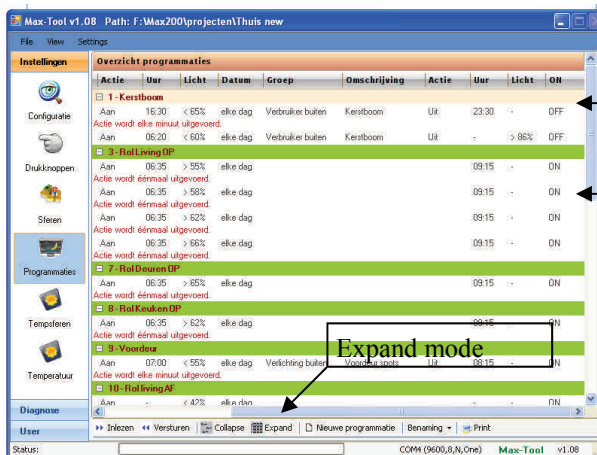 Max-Tool v1.08 Path: F:\Max200\projecten\Thuis new
File View Settings
Instellingen
Configuratie
Drukknoppen
Sferen
Programmaties
Tempsferen
Temperatuur
Diagnose
User
Overzicht programmaties
Actie Uur Licht Datum Groep Omschrijving Actie Uur Licht ON
1 - Kerstboom
Aan 16:30 < 65% elke dag Verbruiker buiten Kerstboom Uit 23:30 - OFF
Actie wordt elke minuut uitgevoerd.
Aan 06:20 < 60% elke dag Verbruiker buiten Kerstboom Uit - > 86% OFF
3 - Rol Living OP
Aan 06:35 > 55% elke dag 09:15 - ON
Actie wordt éénmaal uitgevoerd.
Aan 06:35 > 58% elke dag 09:15 - ON
Actie wordt éénmaal uitgevoerd.
Aan 06:35 > 62% elke dag 09:15 - ON
Actie wordt éénmaal uitgevoerd.
Aan 06:35 > 66% elke dag 09:15 - ON
Actie wordt éénmaal uitgevoerd.
7 - Rol Deuren OP
Aan 06:35 > 65% elke dag 09:15 - ON
Actie wordt éénmaal uitgevoerd.
8 - Rol Keuken OP
Aan 06:35 > 62% elke dag 09:15 - ON
Actie wordt éénmaal uitgevoerd.
Expand mode
9 - Voordeur
Aan 07:00 < 55% elke dag Verlichting buiten Voordeur spots Uit 08:15 - ON
Actie wordt elke minuut uitgevoerd.
10 - Rol living AF
Aan - < 42% elke dag ON
Inlezen Versturen Collapse Expand Nieuwe programmatie Benaming Print
Status: COM4 (9600,8,N,One) Max-Tool v1.08